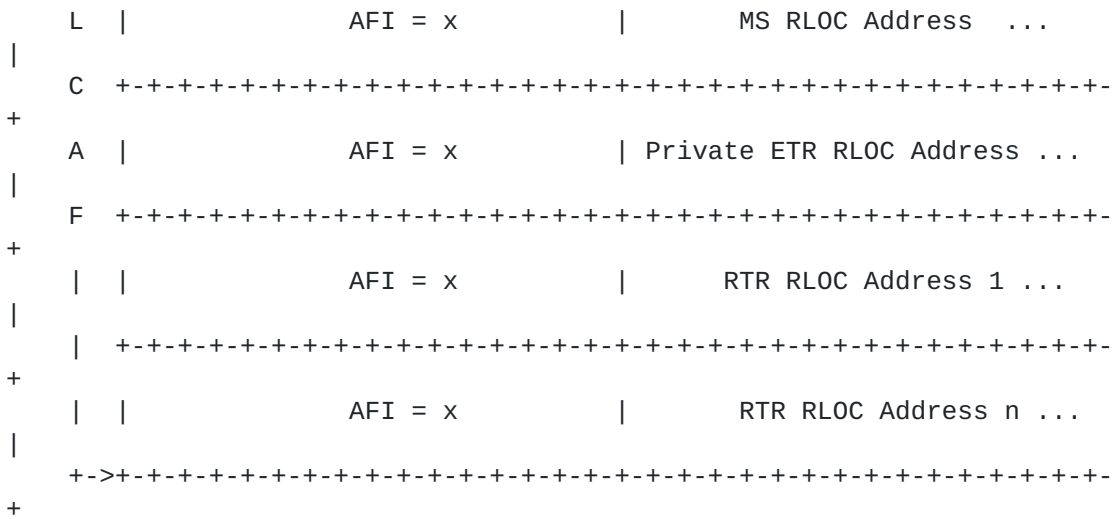 L  |              AFI = x          |       MS RLOC Address  ...
|
    C  +-+-+-+-+-+-+-+-+-+-+-+-+-+-+-+-+-+-+-+-+-+-+-+-+-+-+-+-+-+-+-+-
+
    A  |              AFI = x          | Private ETR RLOC Address ...
|
    F  +-+-+-+-+-+-+-+-+-+-+-+-+-+-+-+-+-+-+-+-+-+-+-+-+-+-+-+-+-+-+-+-
+
    |  |              AFI = x          |      RTR RLOC Address 1 ...
|
    |  +-+-+-+-+-+-+-+-+-+-+-+-+-+-+-+-+-+-+-+-+-+-+-+-+-+-+-+-+-+-+-+-
+
    |  |              AFI = x          |       RTR RLOC Address n ...
|
    +->+-+-+-+-+-+-+-+-+-+-+-+-+-+-+-+-+-+-+-+-+-+-+-+-+-+-+-+-+-+-+-+-
+